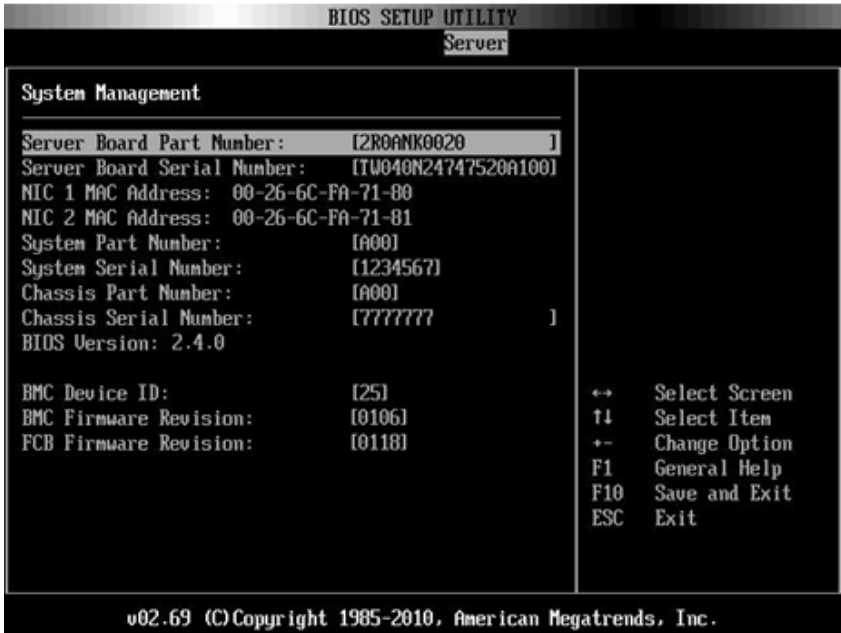 BIOS SETUP UTILITY
Server
System Management
Server Board Part Number: [2R0ANK0020 ]
Server Board Serial Number: [TW040N24747520A100]
NIC 1 MAC Address: 00-26-6C-FA-71-80
NIC 2 MAC Address: 00-26-6C-FA-71-81
System Part Number: [A00]
System Serial Number: [1234567]
Chassis Part Number: [A00]
Chassis Serial Number: [7777777 ]
BIOS Version: 2.4.0
BMC Device ID: [25]
BMC Firmware Revision: [0106]
FCB Firmware Revision: [0118]
↔ Select Screen
↑↓ Select Item
+- Change Option
F1 General Help
F10 Save and Exit
ESC Exit
v02.69 (C)Copyright 1985-2010, American Megatrends, Inc.